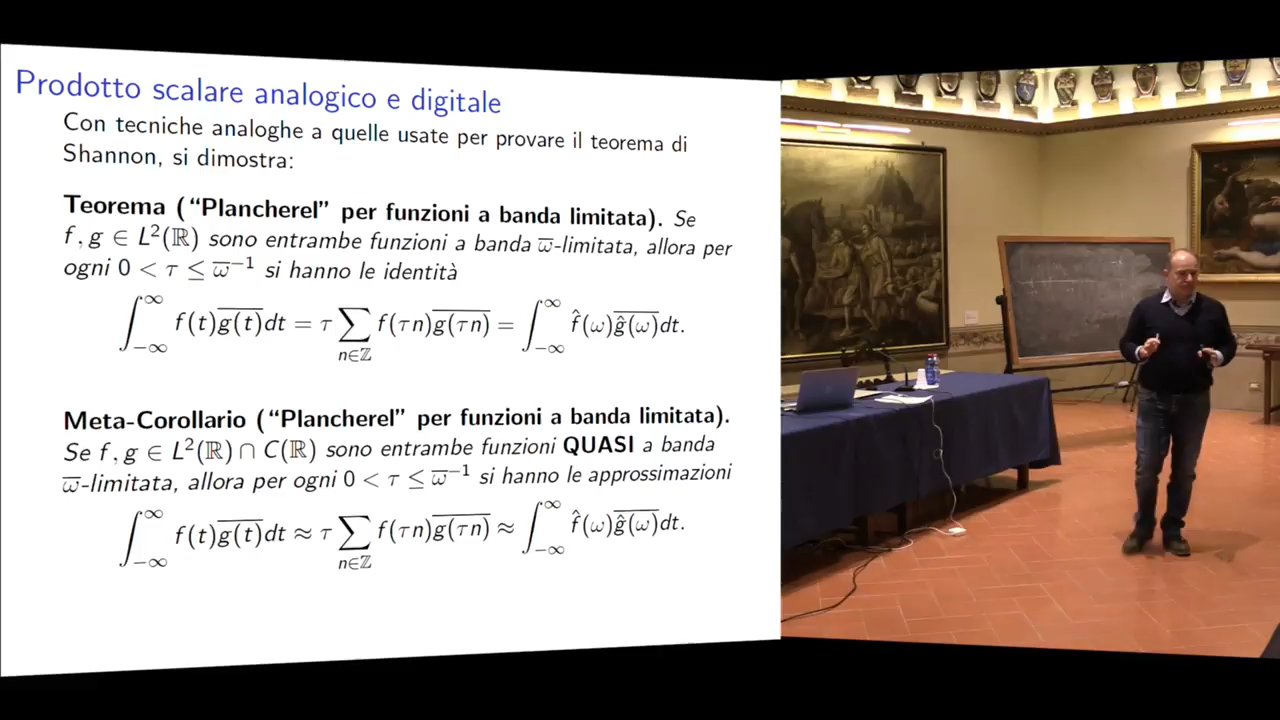 Prodotto scalare analogico e digitale
Con tecniche analoghe a quelle usate per provare il teorema di
Shannon, si dimostra:
Teorema (“Plancherel” per funzioni a banda limitata). Se
f, g ∈ L²(ℝ) sono entrambe funzioni a banda ω̅-limitata, allora per
ogni 0 < τ ≤ ω̅⁻¹ si hanno le identità
∫_{-∞}^{∞} f(t)\overline{g(t)}dt = τ ∑_{n∈ℤ} f(τn)\overline{g(τn)} = ∫_{-∞}^{∞} f̂(ω)\overline{ĝ(ω)}dt.
Meta-Corollario (“Plancherel” per funzioni a banda limitata).
Se f, g ∈ L²(ℝ) ∩ C(ℝ) sono entrambe funzioni QUASI a banda
ω̅-limitata, allora per ogni 0 < τ ≤ ω̅⁻¹ si hanno le approssimazioni
∫_{-∞}^{∞} f(t)\overline{g(t)}dt ≈ τ ∑_{n∈ℤ} f(τn)\overline{g(τn)} ≈ ∫_{-∞}^{∞} f̂(ω)\overline{ĝ(ω)}dt.